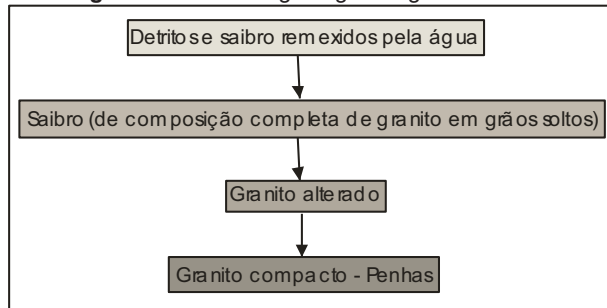 Detritos e saibro remexidos pela água
Saibro (de composição completa de granito em grãos soltos)
Granito alterado
Granito compacto - Penhas